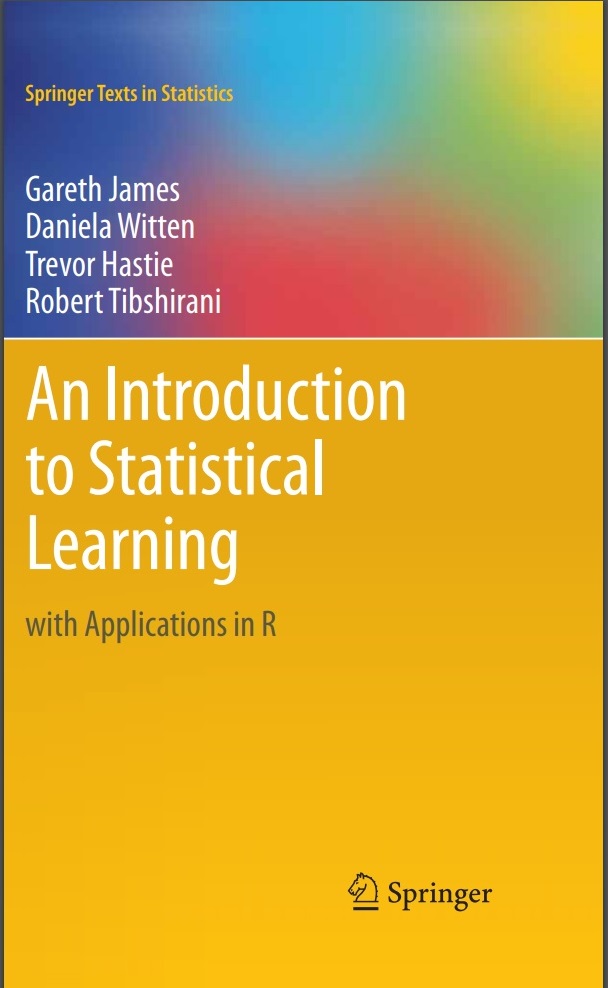 Springer Texts in Statistics
Gareth James
Daniela Witten
Trevor Hastie
Robert Tibshirani
An Introduction
to Statistical
Learning
with Applications in R
Springer